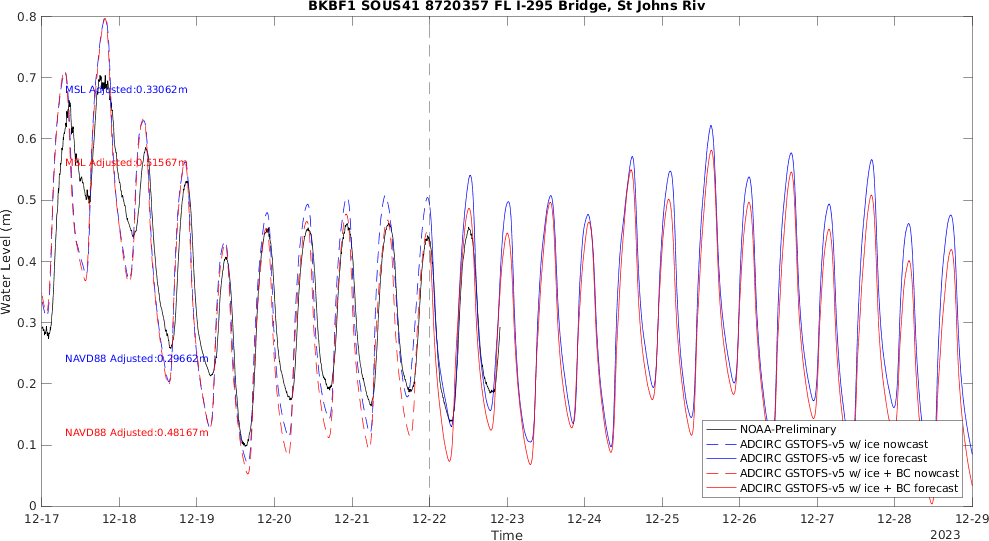 BKBF1 SOUS41 8720357 FL I-295 Bridge, St Johns Riv
0.8
0.7
0.6
0.5
0.4
0.3
0.2
0.1
0
Water Level (m)
MSL Adjusted:0.33062m
MSL Adjusted:0.51567m
NAVD88 Adjusted:0.29662m
NAVD88 Adjusted:0.48167m
NOAA-Preliminary
ADCIRC GSTOFS-v5 w/ ice nowcast
ADCIRC GSTOFS-v5 w/ ice forecast
ADCIRC GSTOFS-v5 w/ ice + BC nowcast
ADCIRC GSTOFS-v5 w/ ice + BC forecast
12-17 12-18 12-19 12-20 12-21 12-22 12-23 12-24 12-25 12-26 12-27 12-28 12-29
Time
2023